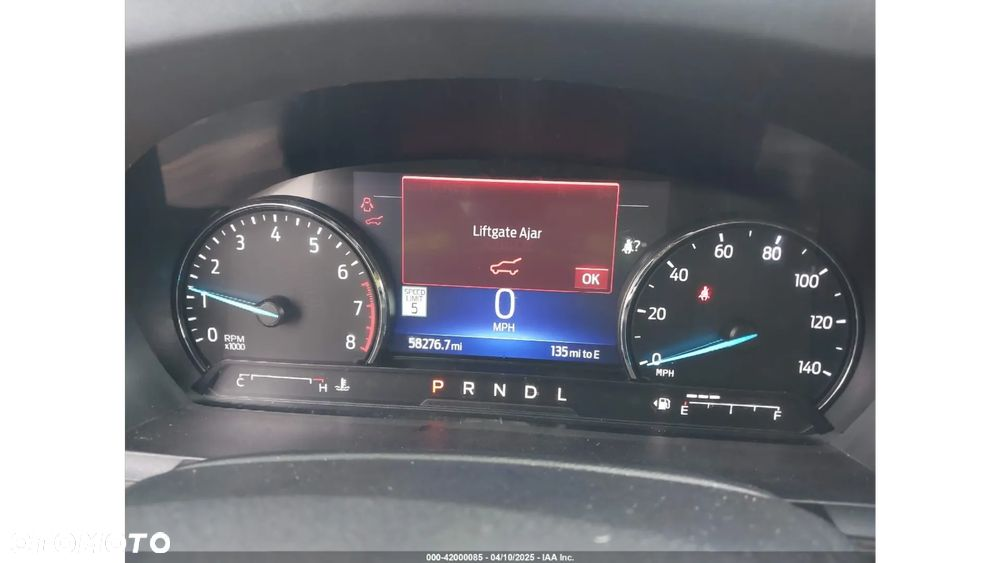 Liftgate Ajar
OK
SPEED
LIMIT
5
0
MPH
58276.7 mi
135 mi to E
0 1 2 3 4 5 6 7 8
RPM
x1000
0 20 40 60 80 100 120 140
MPH
C H
P R N D L
E F
?
OTOMOTO
000-42000085 - 04/10/2025 - IAA Inc.